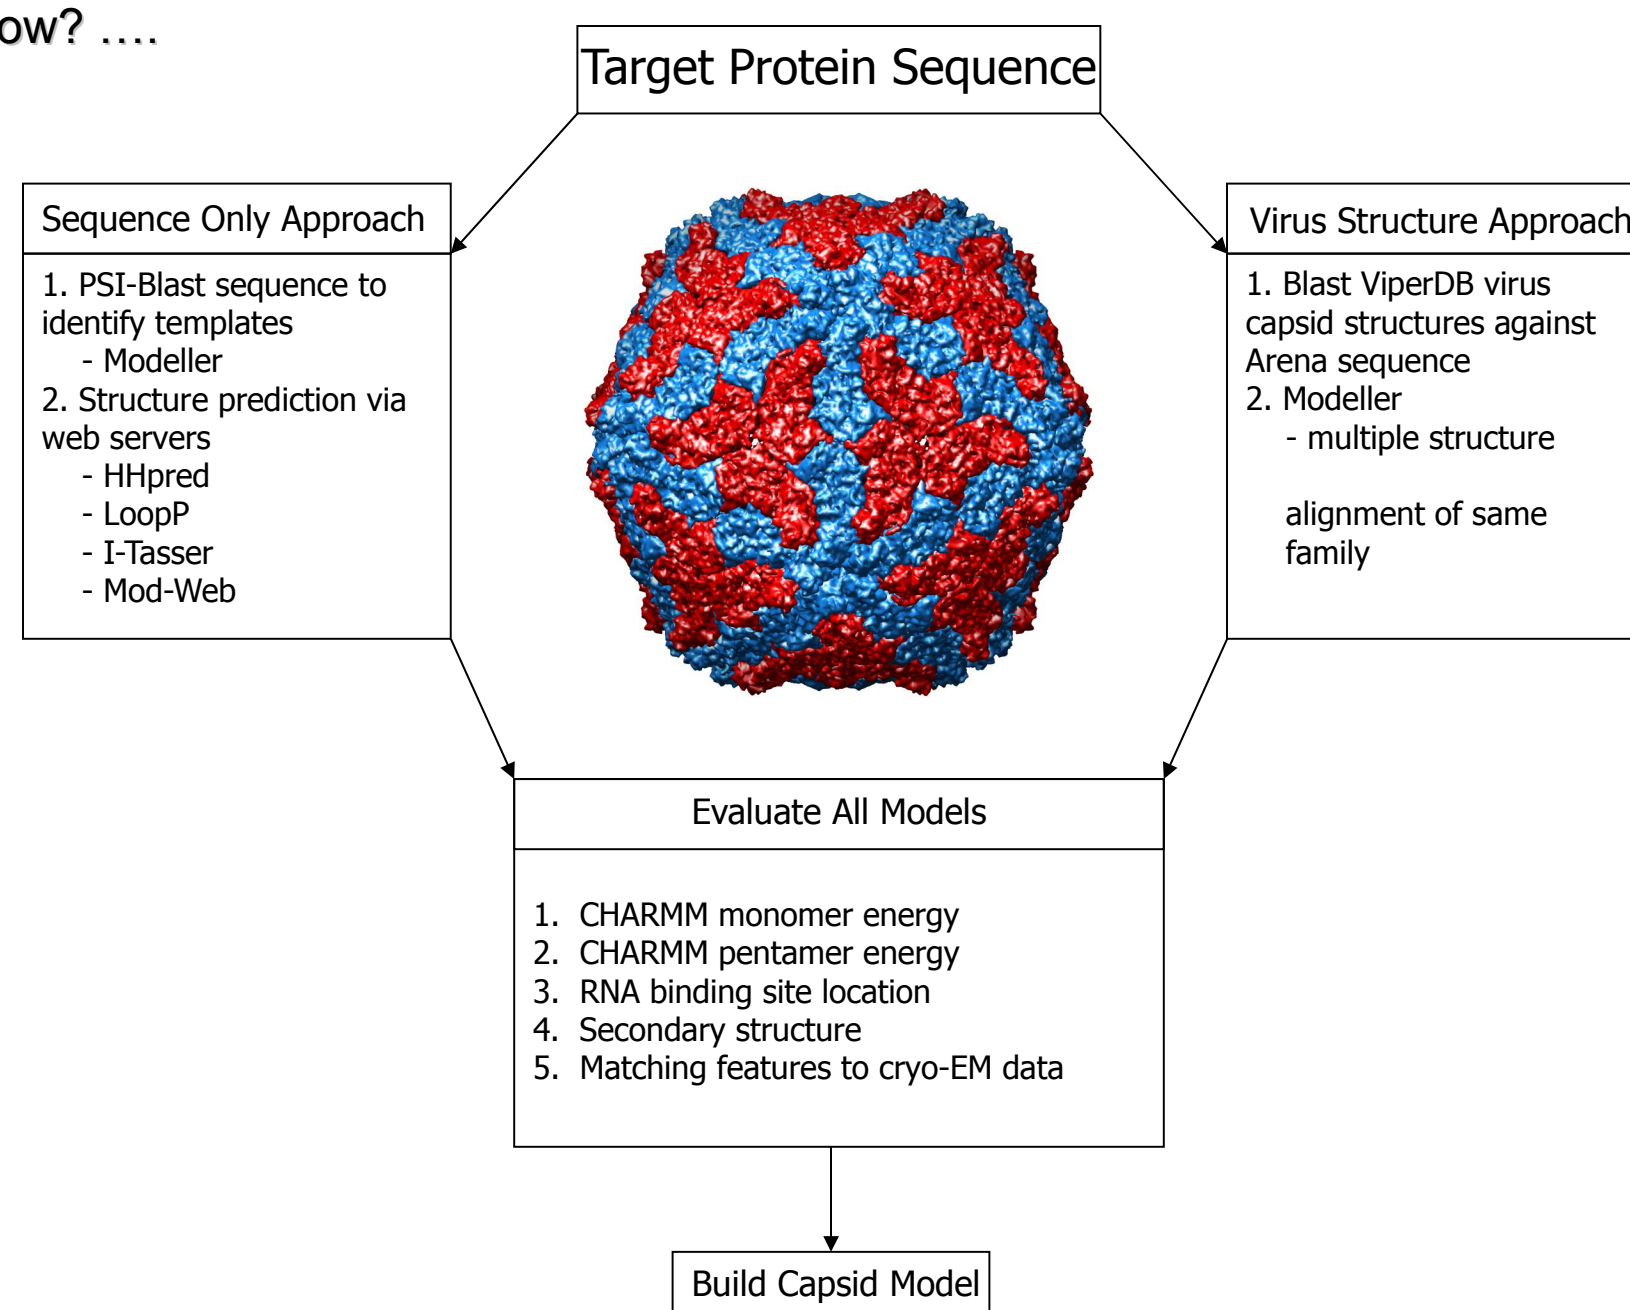 ow? ....
Target Protein Sequence
Sequence Only Approach
1. PSI-Blast sequence to
identify templates
- Modeller
2. Structure prediction via
web servers
- HHpred
- LoopP
- I-Tasser
- Mod-Web
Virus Structure Approach
1. Blast ViperDB virus
capsid structures against
Arena sequence
2. Modeller
- multiple structure
alignment of same
family
Evaluate All Models
1. CHARMM monomer energy
2. CHARMM pentamer energy
3. RNA binding site location
4. Secondary structure
5. Matching features to cryo-EM data
Build Capsid Model